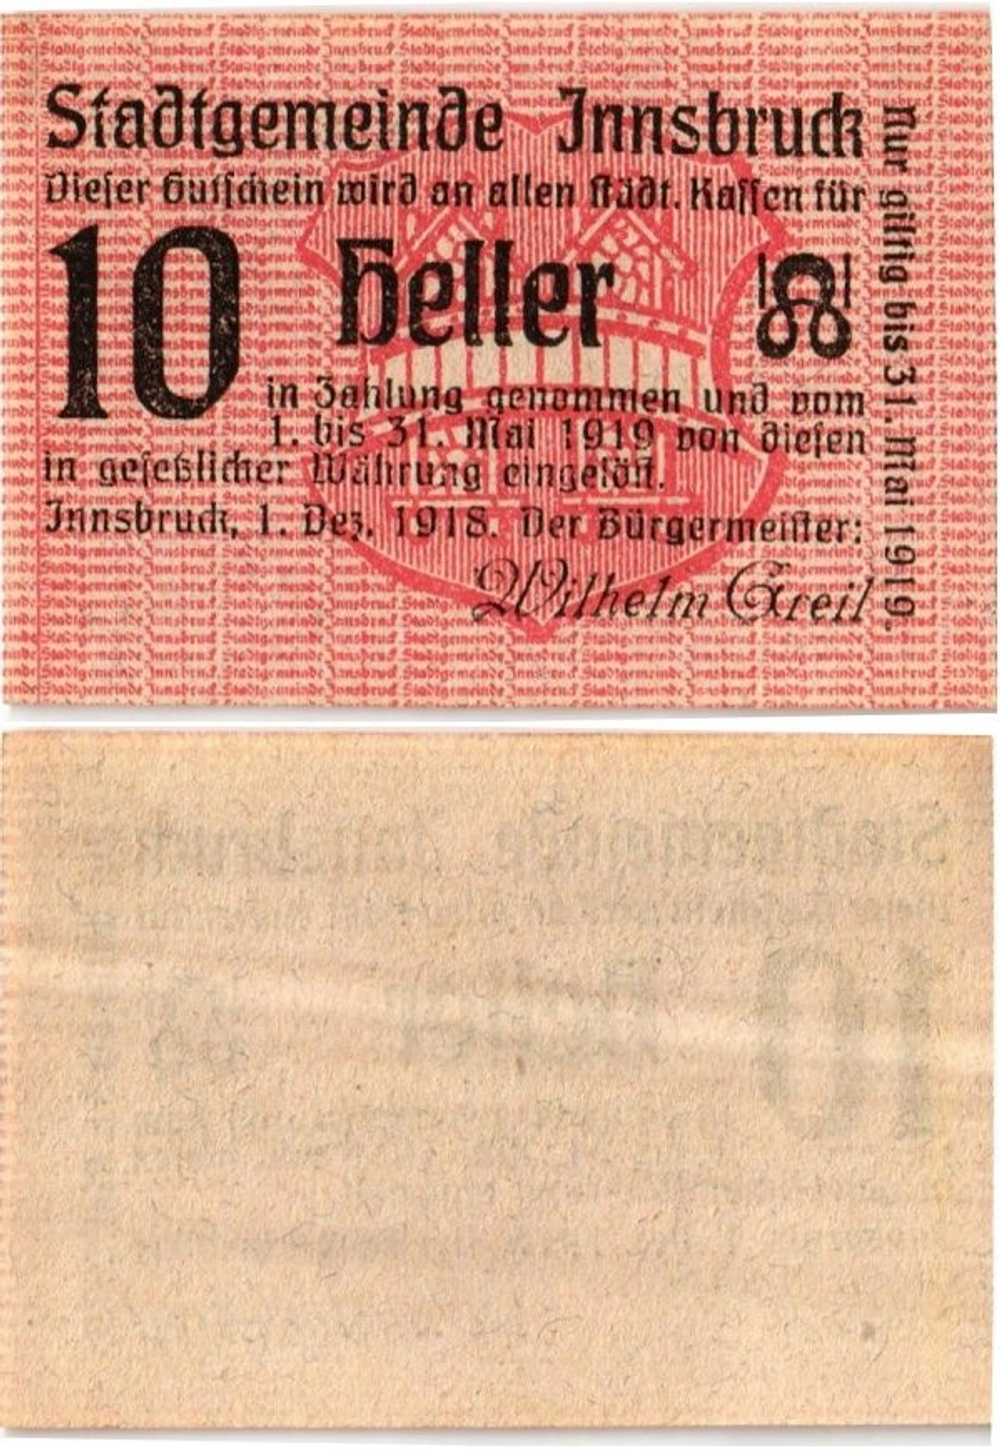 Stadtgemeinde Innsbruck
Dieser Gutschein wird an allen städt. Kassen für
10 Heller
in Zahlung genommen und vom
1. bis 31. Mai 1919 von diesen
in gesetzlicher Währung eingelöst.
Innsbruck, 1. Dez. 1918. Der Bürgermeister:
Wilhelm Greil
Nur gültig bis 31. Mai 1919.